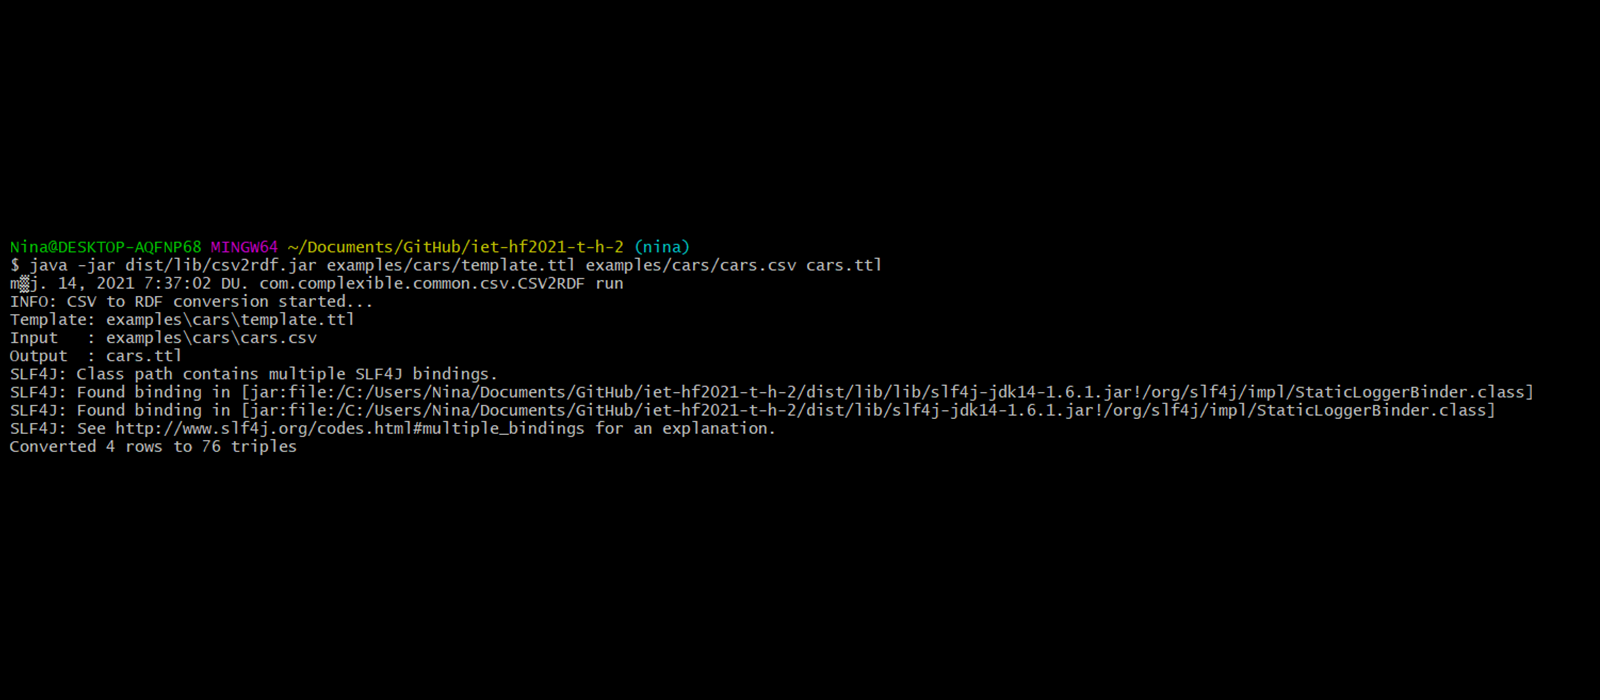 Nina@DESKTOP-AQFNP68 MINGW64 ~/Documents/GitHub/iet-hf2021-t-h-2 (nina)
$ java -jar dist/lib/csv2rdf.jar examples/cars/template.ttl examples/cars/cars.csv cars.ttl
m▒j. 14, 2021 7:37:02 DU. com.complexible.common.csv.CSV2RDF run
INFO: CSV to RDF conversion started...
Template: examples\cars\template.ttl
Input   : examples\cars\cars.csv
Output  : cars.ttl
SLF4J: Class path contains multiple SLF4J bindings.
SLF4J: Found binding in [jar:file:/C:/Users/Nina/Documents/GitHub/iet-hf2021-t-h-2/dist/lib/lib/slf4j-jdk14-1.6.1.jar!/org/slf4j/impl/StaticLoggerBinder.class]
SLF4J: Found binding in [jar:file:/C:/Users/Nina/Documents/GitHub/iet-hf2021-t-h-2/dist/lib/slf4j-jdk14-1.6.1.jar!/org/slf4j/impl/StaticLoggerBinder.class]
SLF4J: See http://www.slf4j.org/codes.html#multiple_bindings for an explanation.
Converted 4 rows to 76 triples